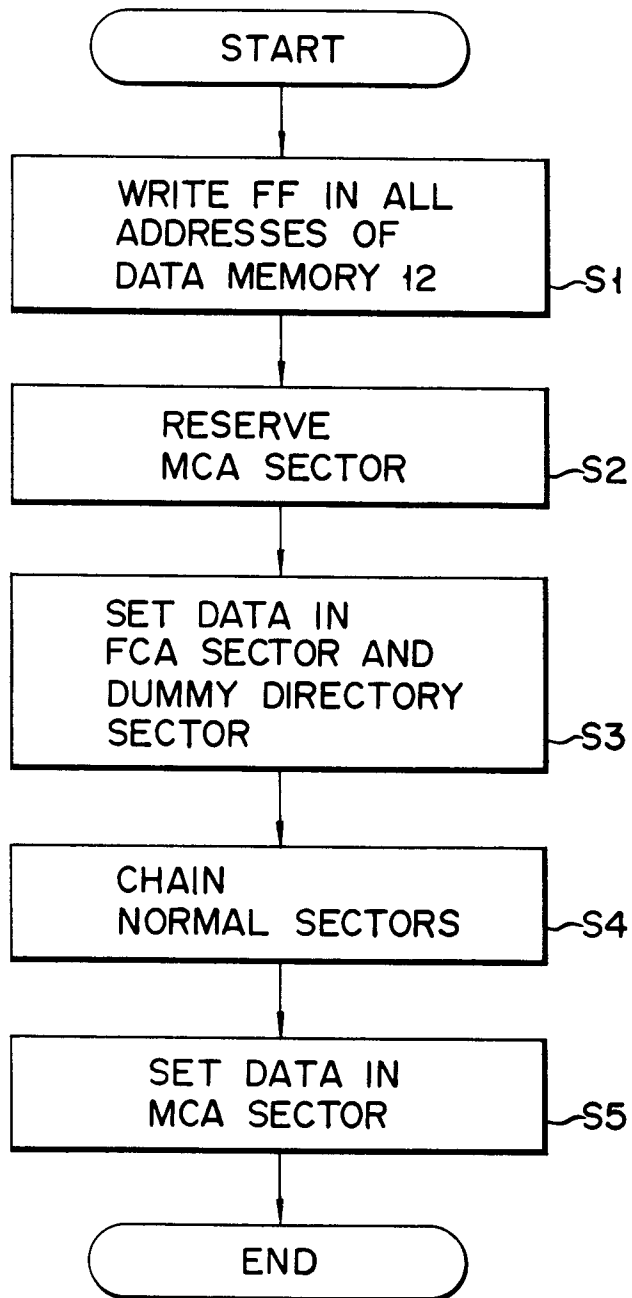 START
WRITE FF IN ALL
ADDRESSES OF
DATA MEMORY 12
S1
RESERVE
MCA SECTOR
S2
SET DATA IN
FCA SECTOR AND
DUMMY DIRECTORY
SECTOR
S3
CHAIN
NORMAL SECTORS
S4
SET DATA IN
MCA SECTOR
S5
END